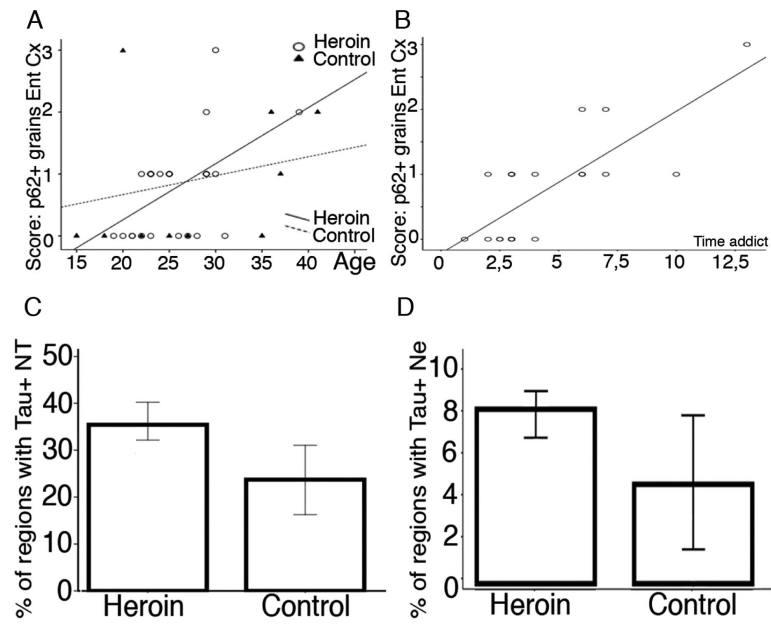 A
Score: p62+ grains Ent Cx
3
2
1
0
15 20 25 30 35 40 Age
Heroin
Control
Heroin
Control
B
Score: p62+ grains Ent Cx
3
2
1
0
0 2,5 5 7,5 10 12,5
Time addict
C
% of regions with Tau+ NT
50
40
30
20
10
0
Heroin Control
D
% of regions with Tau+ Ne
10
8
6
4
2
0
Heroin Control